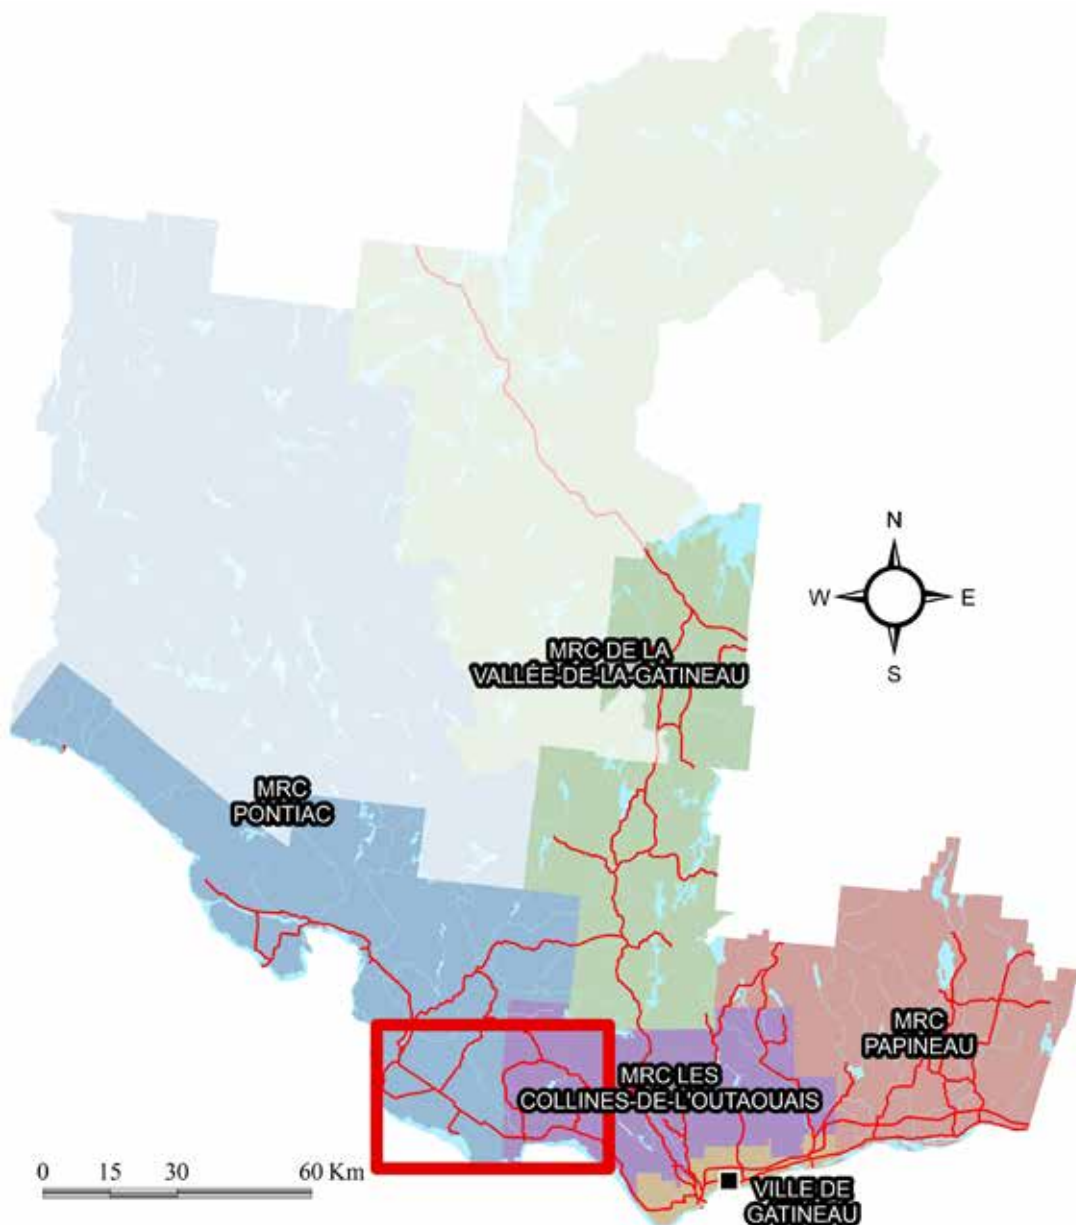 N
W
E
S
MRC DE LA
VALLÉE-DE-LA-GATINEAU
MRC
PONTIAC
MRC
PAPINEAU
MRC LES
COLLINES-DE-L'OUTAOUAIS
0 15 30 60 Km
VILLE DE
GATINEAU